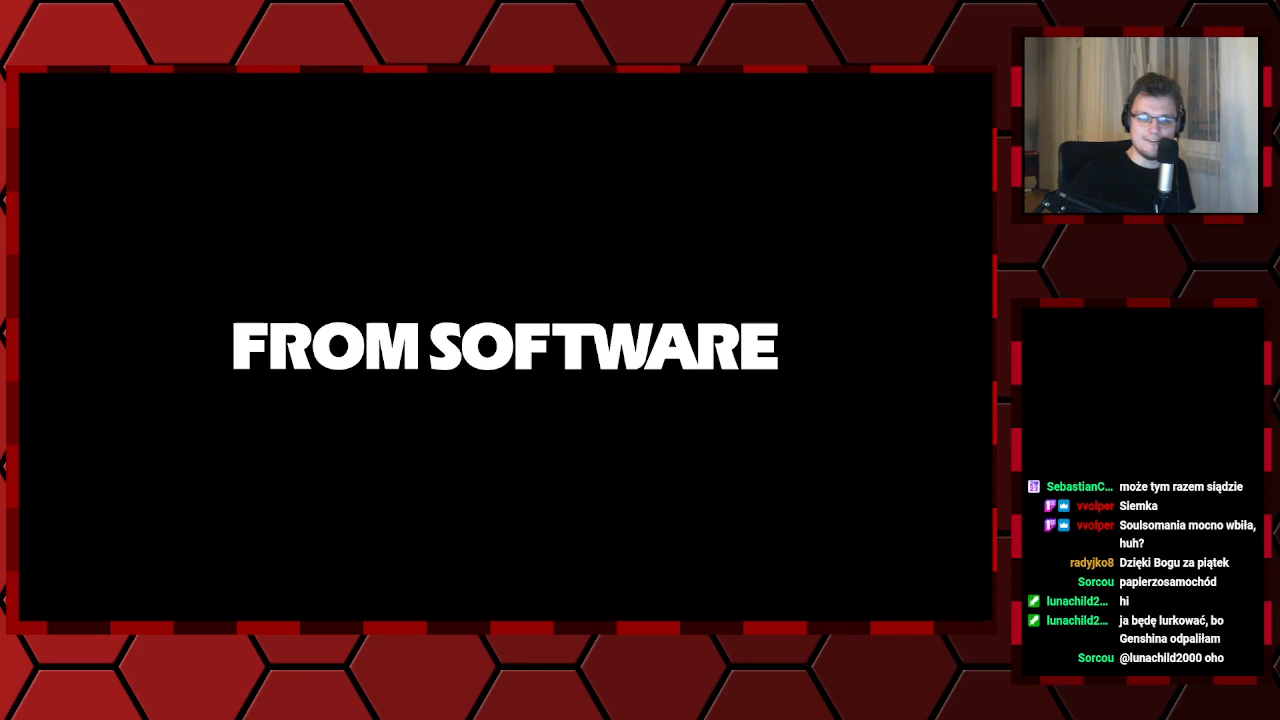 FROM SOFTWARE
SebastianC... może tym razem siądzie
vvolper Siemka
vvolper Soulsomania mocno wbiła,
huh?
radyjko8 Dzięki Bogu za piątek
Sorcou papierzosamochód
lunachild2... hi
lunachild2... ja będę lurkować, bo
Genshina odpaliłam
Sorcou @lunachild2000 oho